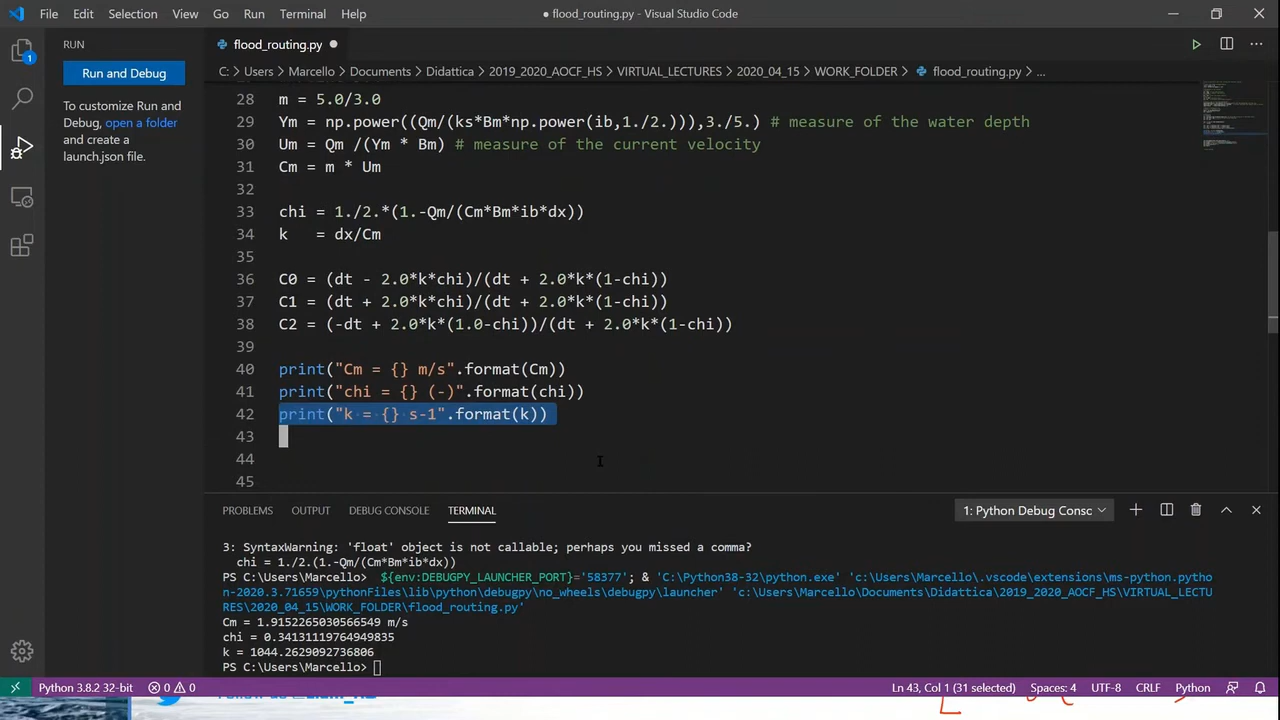 File Edit Selection View Go Run Terminal Help ● flood_routing.py - Visual Studio Code
RUN
flood_routing.py ●
Run and Debug
C: > Users > Marcello > Documents > Didattica > 2019_2020_AOCF_HS > VIRTUAL_LECTURES > 2020_04_15 > WORK_FOLDER > flood_routing.py > ...
To customize Run and
Debug, open a folder
and create a
launch.json file.
28 m = 5.0/3.0
29 Ym = np.power((Qm/(ks*Bm*np.power(ib,1./2.))),3./5.) # measure of the water depth
30 Um = Qm /(Ym * Bm) # measure of the current velocity
31 Cm = m * Um
32
33 chi = 1./2.*(1.-Qm/(Cm*Bm*ib*dx))
34 k   = dx/Cm
35
36 C0 = (dt - 2.0*k*chi)/(dt + 2.0*k*(1-chi))
37 C1 = (dt + 2.0*k*chi)/(dt + 2.0*k*(1-chi))
38 C2 = (-dt + 2.0*k*(1.0-chi))/(dt + 2.0*k*(1-chi))
39
40 print("Cm = {} m/s".format(Cm))
41 print("chi = {} (-)".format(chi))
42 print("k = {} s-1".format(k))
43
44
45
PROBLEMS OUTPUT DEBUG CONSOLE TERMINAL 1: Python Debug Consc
3: SyntaxWarning: 'float' object is not callable; perhaps you missed a comma?
chi = 1./2.(1.-Qm/(Cm*Bm*ib*dx))
PS C:\Users\Marcello> ${env:DEBUGPY_LAUNCHER_PORT}='58377'; & 'C:\Python38-32\python.exe' 'c:\Users\Marcello\.vscode\extensions\ms-python.pytho
n-2020.3.71659\pythonFiles\lib\python\debugpy\no_wheels\debugpy\launcher' 'c:\Users\Marcello\Documents\Didattica\2019_2020_AOCF_HS\VIRTUAL_LECTU
RES\2020_04_15\WORK_FOLDER\flood_routing.py'
Cm = 1.9152265030566549 m/s
chi = 0.34131119764949835
k = 1044.2629092736806
PS C:\Users\Marcello>
Python 3.8.2 32-bit 0 0 Ln 43, Col 1 (31 selected) Spaces: 4 UTF-8 CRLF Python